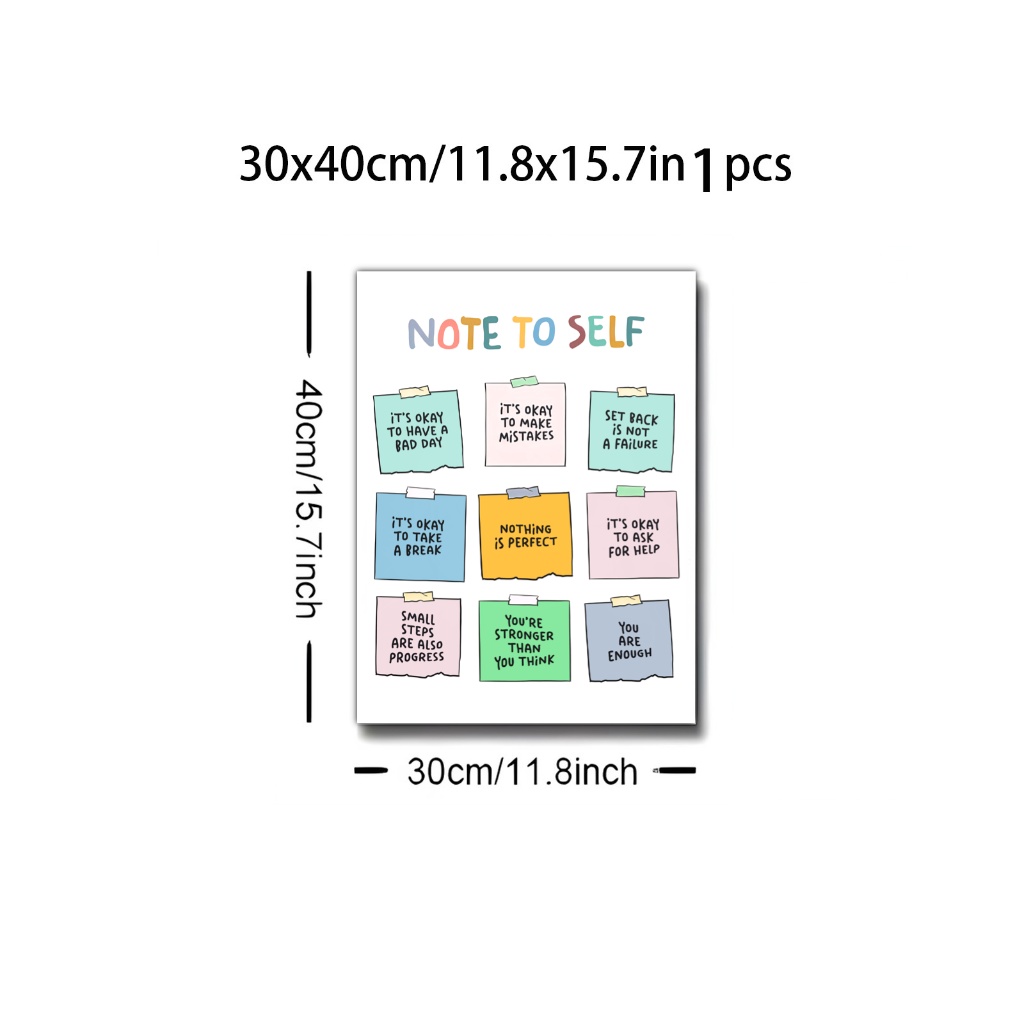 30x40cm/11.8x15.7in 1 pcs
40cm/15.7inch
NOTE TO SELF
iT'S OKAY
TO HAVE A
BAD DAY
iT'S OKAY
TO MAKE
MiSTAKES
SET BACK
iS NOT
A FAiLURE
iT'S OKAY
TO TAKE
A BREAK
NOTHiNG
iS PERFECT
iT'S OKAY
TO ASK
FOR HELP
SMALL
STEPS
ARE ALSO
PROGRESS
YOU'RE
STRONGER
THAN
YOU THiNK
YOU
ARE
ENOUGH
30cm/11.8inch